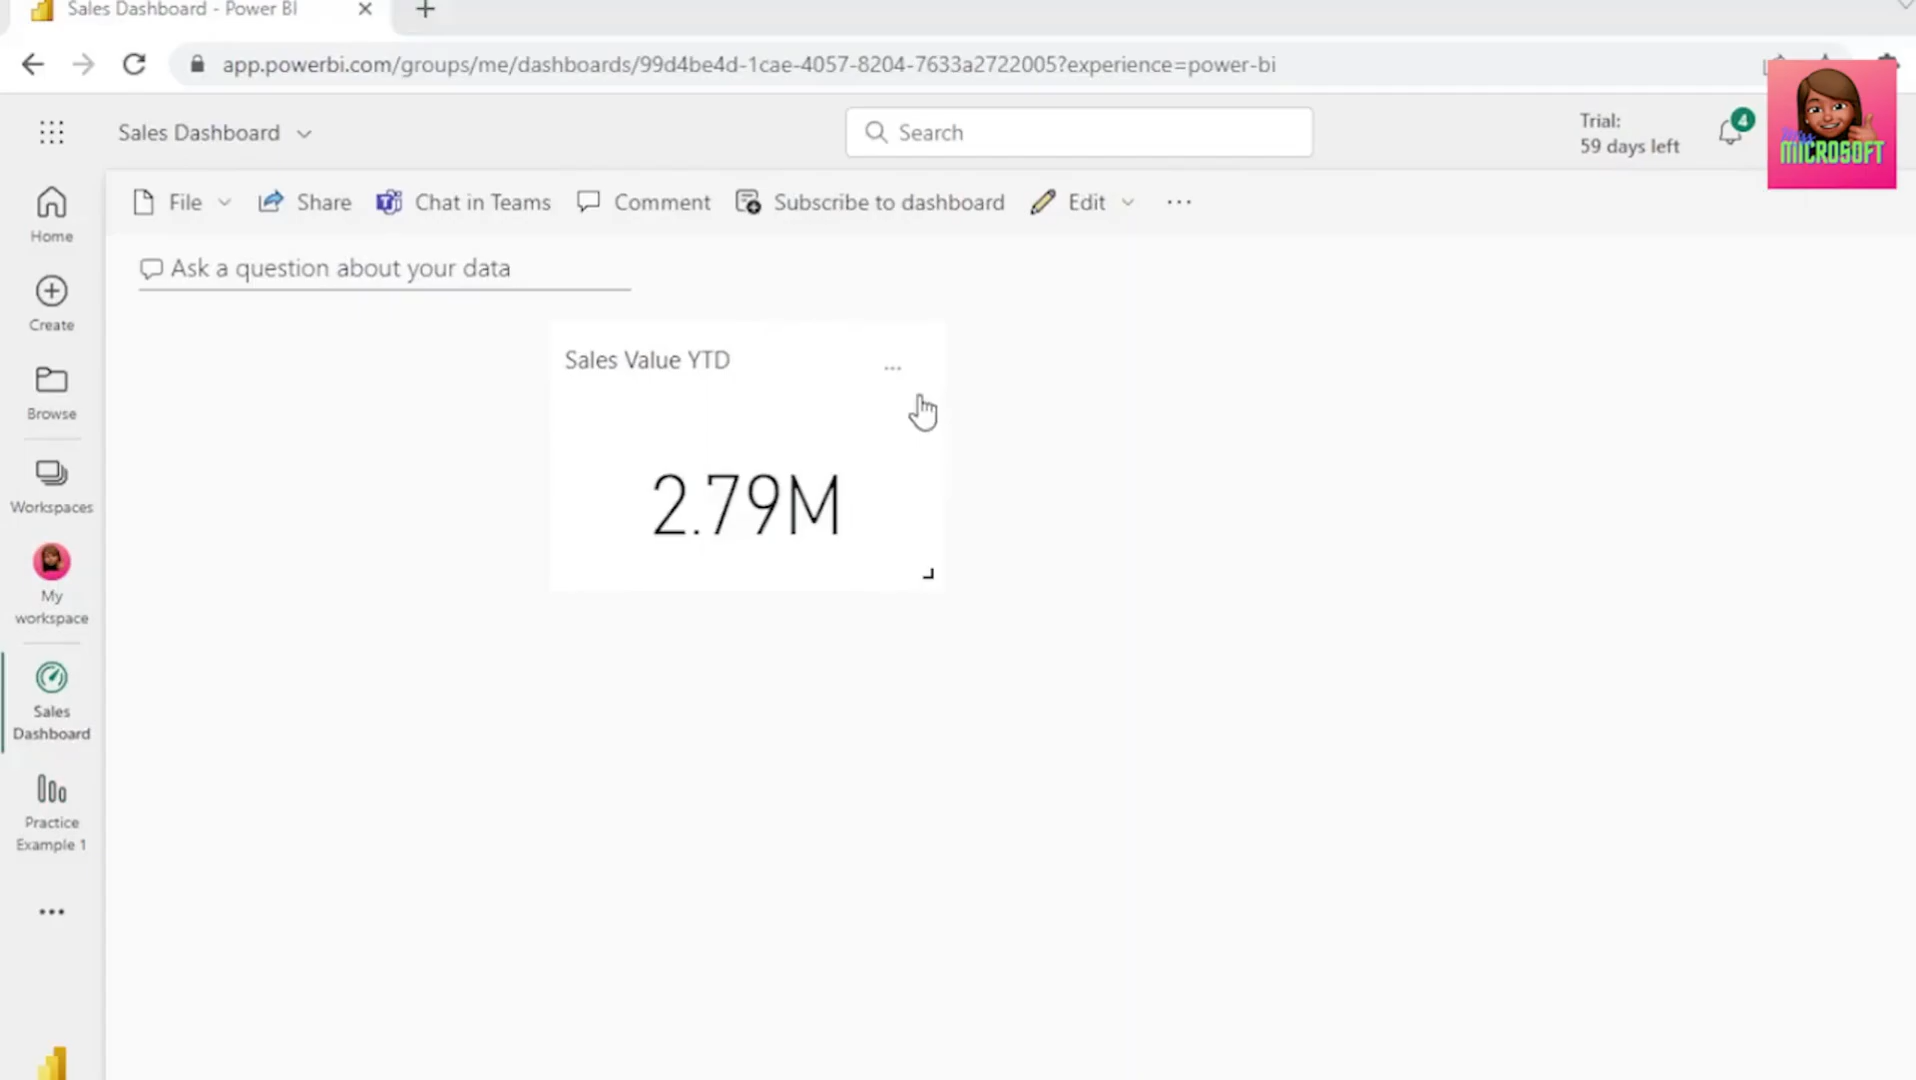 Sales Dashboard - Power BI
app.powerbi.com/groups/me/dashboards/99d4be4d-1cae-4057-8204-7633a2722005?experience=power-bi
Sales Dashboard
Search
Trial:
59 days left
4
MICROSOFT
File
Share
Chat in Teams
Comment
Subscribe to dashboard
Edit
Home
Ask a question about your data
Create
Sales Value YTD
Browse
2.79M
Workspaces
My
workspace
Sales
Dashboard
Practice
Example 1